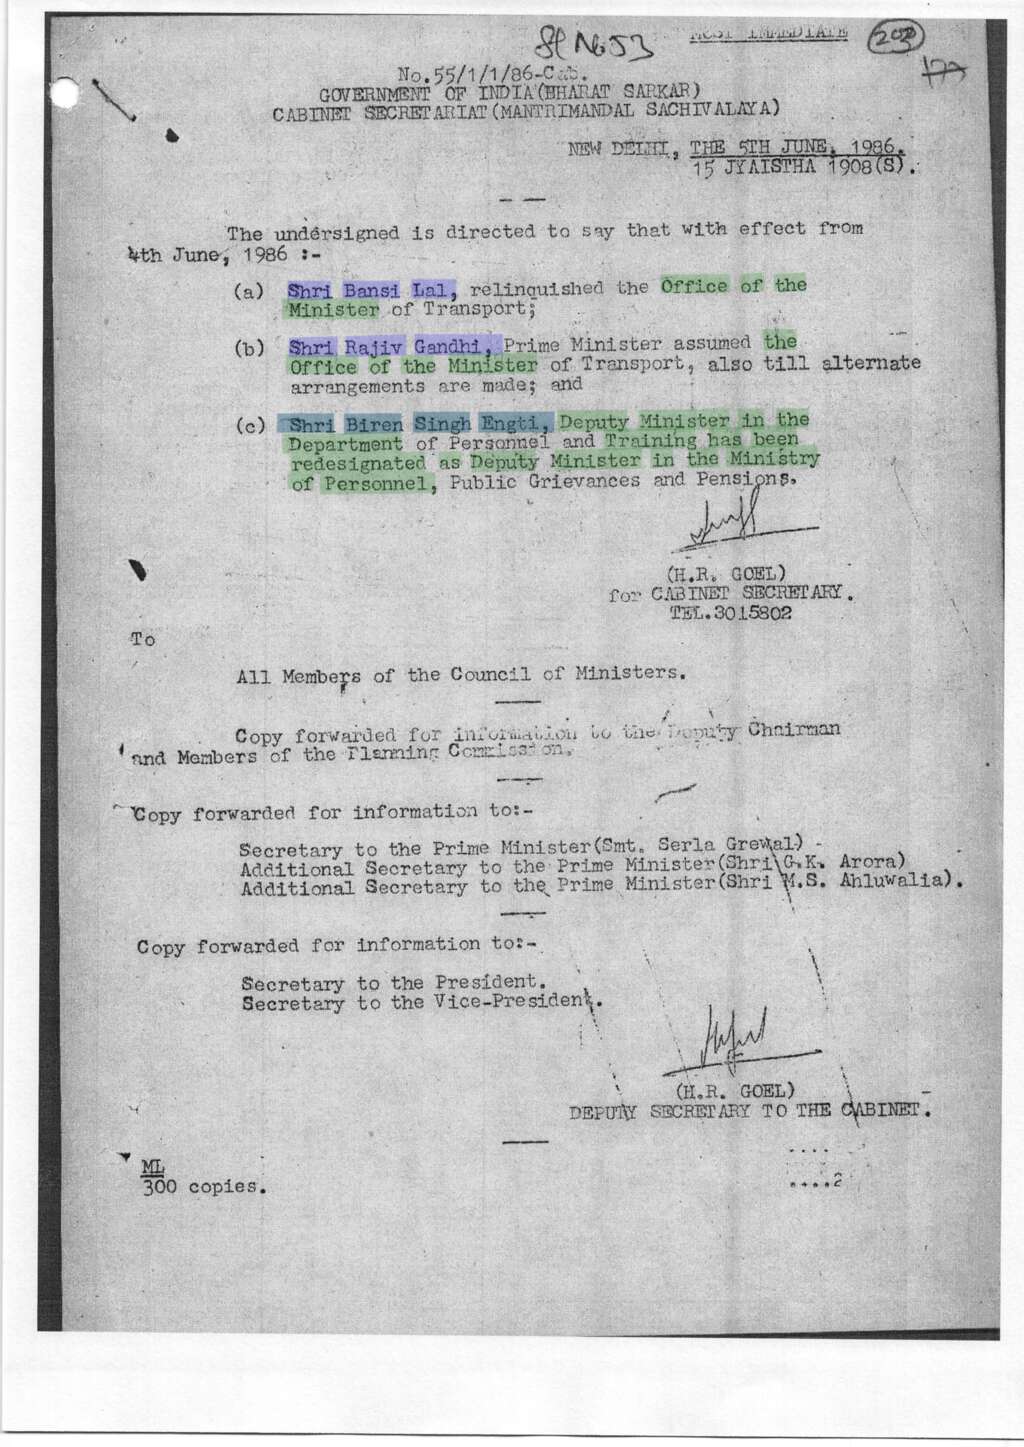 Sl No 53
MOST IMMEDIATE
203
177
No.55/1/1/86-Cab.
GOVERNMENT OF INDIA(BHARAT SARKAR)
CABINET SECRETARIAT(MANTRIMANDAL SACHIVALAYA)
NEW DELHI, THE 5TH JUNE, 1986.
15 JYAISTHA 1908(S).
The undersigned is directed to say that with effect from
4th June, 1986 :-
(a) Shri Bansi Lal, relinquished the Office of the
Minister of Transport;
(b) Shri Rajiv Gandhi, Prime Minister assumed the
Office of the Minister of Transport, also till alternate
arrangements are made; and
(c) Shri Biren Singh Engti, Deputy Minister in the
Department of Personnel and Training has been
redesignated as Deputy Minister in the Ministry
of Personnel, Public Grievances and Pensions.
(H.R. GOEL)
for CABINET SECRETARY.
TEL.3015802
To
All Members of the Council of Ministers.
Copy forwarded for information to the Deputy Chairman
and Members of the Planning Commission.
Copy forwarded for information to:-
Secretary to the Prime Minister(Smt. Serla Grewal) -
Additional Secretary to the Prime Minister(Shri G.K. Arora)
Additional Secretary to the Prime Minister(Shri M.S. Ahluwalia).
Copy forwarded for information to:-
Secretary to the President.
Secretary to the Vice-President.
(H.R. GOEL)
DEPUTY SECRETARY TO THE CABINET.
ML
300 copies.
....2